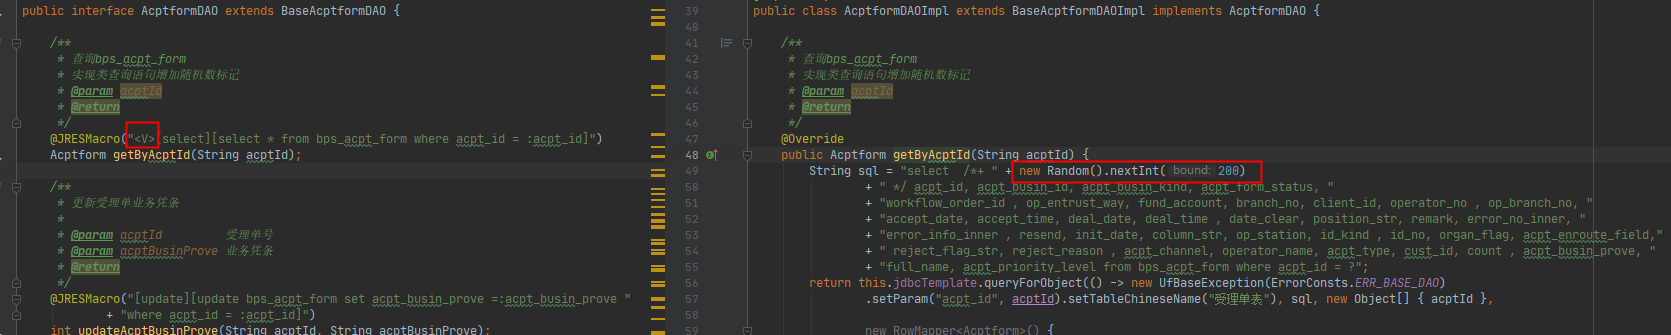 public interface AcptformDAO extends BaseAcptformDAO {
/**
* 查询bps_acpt_form
* 实现类查询语句增加随机数标记
* @param acptId
* @return
*/
@JRESMacro("<V>[select][select * from bps_acpt_form where acpt_id = :acpt_id]")
Acptform getByAcptId(String acptId);
/**
* 更新受理单业务凭条
*
* @param acptId 受理单号
* @param acptBusinProve 业务凭条
* @return
*/
@JRESMacro("[update][update bps_acpt_form set acpt_busin_prove =:acpt_busin_prove "
+ "where acpt_id = :acpt_id]")
int updateAcptBusinProve(String acptId, String acptBusinProve);
39 public class AcptformDAOImpl extends BaseAcptformDAOImpl implements AcptformDAO {
40
41 /**
42 * 查询bps_acpt_form
43 * 实现类查询语句增加随机数标记
44 * @param acptId
45 * @return
46 */
47 @Override
48 public Acptform getByAcptId(String acptId) {
49 String sql = "select /*+ " + new Random().nextInt( bound: 200)
50 + " */ acpt_id, acpt_busin_id, acpt_busin_kind, acpt_form_status, "
51 + "workflow_order_id , op_entrust_way, fund_account, branch_no, client_id, operator_no , op_branch_no, "
52 + "accept_date, accept_time, deal_date, deal_time , date_clear, position_str, remark, error_no_inner, "
53 + "error_info_inner , resend, init_date, column_str, op_station, id_kind , id_no, organ_flag, acpt_enroute_field,"
54 + " reject_flag_str, reject_reason , acpt_channel, operator_name, acpt_type, cust_id, count , acpt_busin_prove, "
55 + "full_name, acpt_priority_level from bps_acpt_form where acpt_id = ?";
56 return this.jdbcTemplate.queryForObject(() -> new UfBaseException(ErrorConsts.ERR_BASE_DAO)
57 .setParam("acpt_id", acptId).setTableChineseName("受理单表"), sql, new Object[] { acptId },
58
59 new RowMapper<Acptform>() {